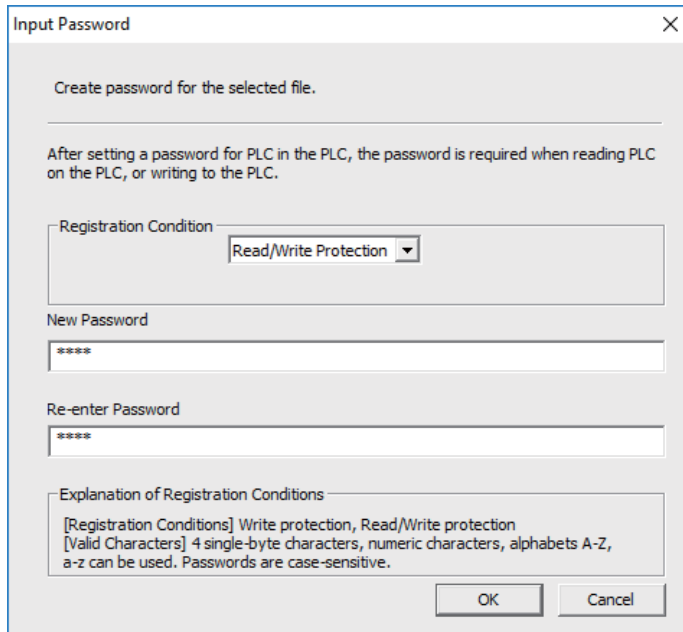 Input Password
Create password for the selected file.
After setting a password for PLC in the PLC, the password is required when reading PLC
on the PLC, or writing to the PLC.
Registration Condition
Read/Write Protection
New Password
****
Re-enter Password
****
Explanation of Registration Conditions
[Registration Conditions] Write protection, Read/Write protection
[Valid Characters] 4 single-byte characters, numeric characters, alphabets A-Z,
a-z can be used. Passwords are case-sensitive.
OK Cancel